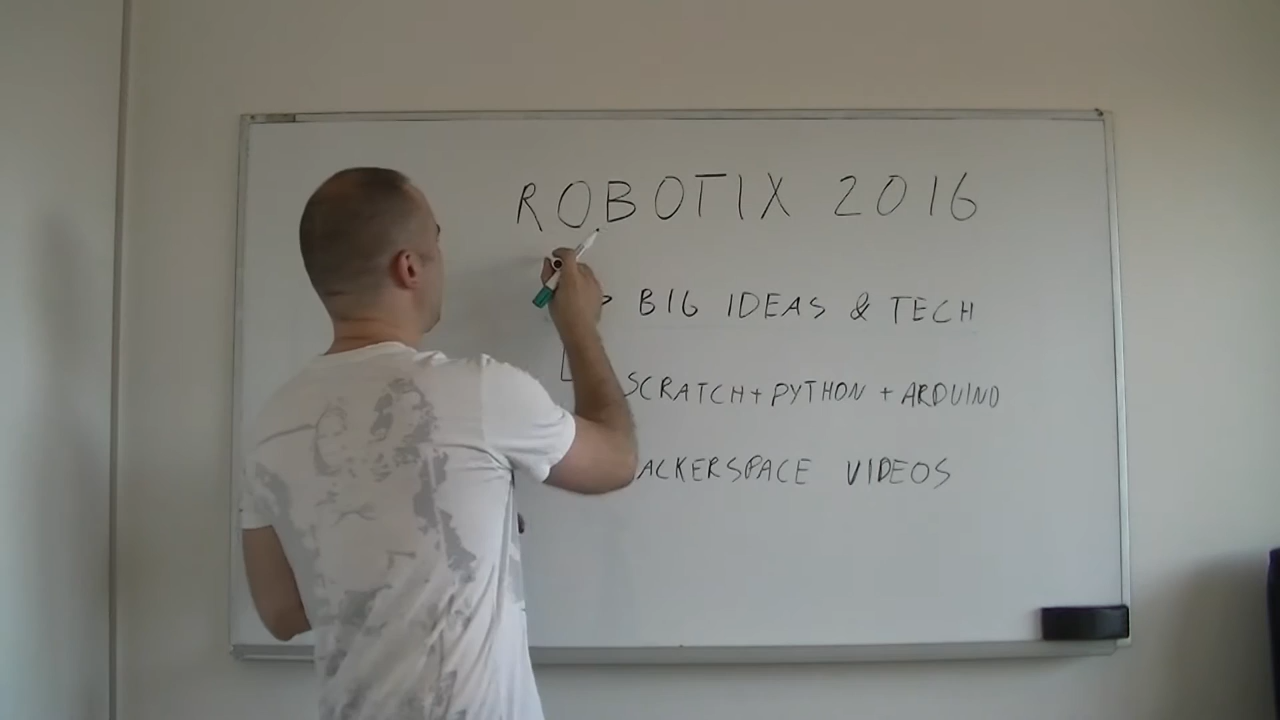 ROBOTIX 2016
BIG IDEAS & TECH
SCRATCH + PYTHON + ARDUINO
ACKERSPACE VIDEOS